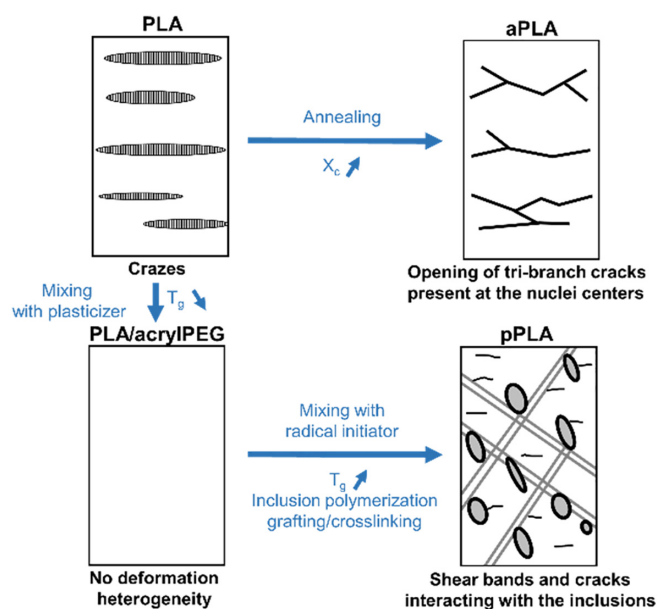 PLA
aPLA
Annealing
Xc
Crazes
Opening of tri-branch cracks
present at the nuclei centers
Mixing
with plasticizer
Tg
PLA/acrylPEG
pPLA
Mixing with
radical initiator
Tg
Inclusion polymerization
grafting/crosslinking
No deformation
heterogeneity
Shear bands and cracks
interacting with the inclusions